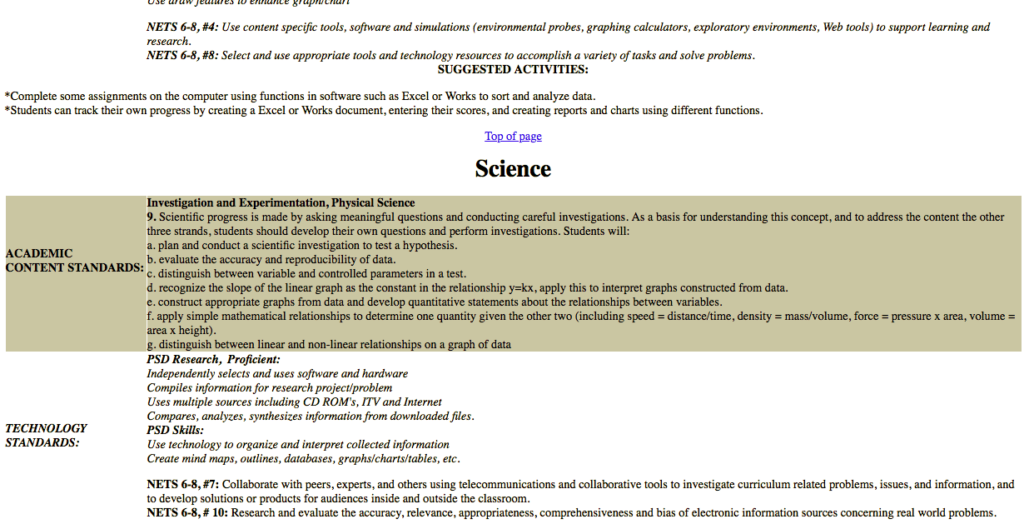 Use draw features to enhance graph/chart
NETS 6-8, #4: Use content specific tools, software and simulations (environmental probes, graphing calculators, exploratory environments, Web tools) to support learning and
research.
NETS 6-8, #8: Select and use appropriate tools and technology resources to accomplish a variety of tasks and solve problems.
SUGGESTED ACTIVITIES:
*Complete some assignments on the computer using functions in software such as Excel or Works to sort and analyze data.
*Students can track their own progress by creating a Excel or Works document, entering their scores, and creating reports and charts using different functions.
Top of page
Science
ACADEMIC
CONTENT STANDARDS:
Investigation and Experimentation, Physical Science
9. Scientific progress is made by asking meaningful questions and conducting careful investigations. As a basis for understanding this concept, and to address the content the other
three strands, students should develop their own questions and perform investigations. Students will:
a. plan and conduct a scientific investigation to test a hypothesis.
b. evaluate the accuracy and reproducibility of data.
c. distinguish between variable and controlled parameters in a test.
d. recognize the slope of the linear graph as the constant in the relationship y=kx, apply this to interpret graphs constructed from data.
e. construct appropriate graphs from data and develop quantitative statements about the relationships between variables.
f. apply simple mathematical relationships to determine one quantity given the other two (including speed = distance/time, density = mass/volume, force = pressure x area, volume =
area x height).
g. distinguish between linear and non-linear relationships on a graph of data
TECHNOLOGY
STANDARDS:
PSD Research, Proficient:
Independently selects and uses software and hardware
Compiles information for research project/problem
Uses multiple sources including CD ROM's, ITV and Internet
Compares, analyzes, synthesizes information from downloaded files.
PSD Skills:
Use technology to organize and interpret collected information
Create mind maps, outlines, databases, graphs/charts/tables, etc.
NETS 6-8, #7: Collaborate with peers, experts, and others using telecommunications and collaborative tools to investigate curriculum related problems, issues, and information, and
to develop solutions or products for audiences inside and outside the classroom.
NETS 6-8, # 10: Research and evaluate the accuracy, relevance, appropriateness, comprehensiveness and bias of electronic information sources concerning real world problems.